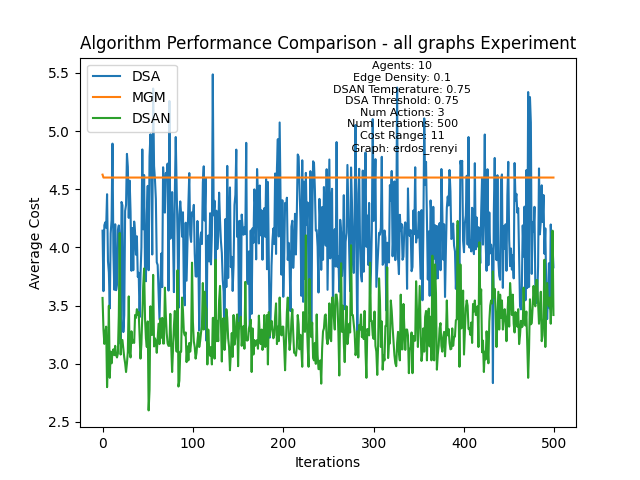 Algorithm Performance Comparison - all graphs Experiment
DSA
MGM
DSAN
Agents: 10
Edge Density: 0.1
DSAN Temperature: 0.75
DSA Threshold: 0.75
Num Actions: 3
Num Iterations: 500
Cost Range: 11
Graph: erdos_renyi
Average Cost
5.5
5.0
4.5
4.0
3.5
3.0
2.5
0
100
200
300
400
500
Iterations